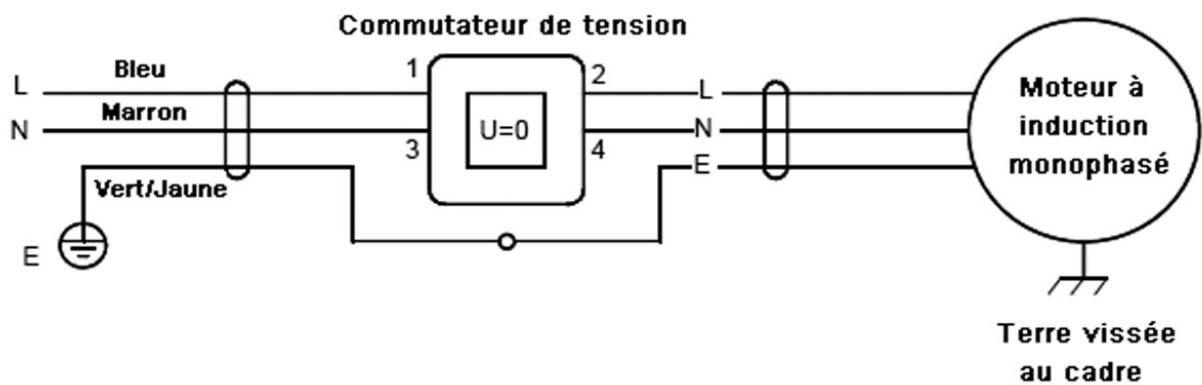 Commutateur de tension
L
Bleu
1
2
L
N
Marron
3
U=0
4
N
Vert/Jaune
E
E
Moteur à
induction
monophasé
Terre vissée
au cadre